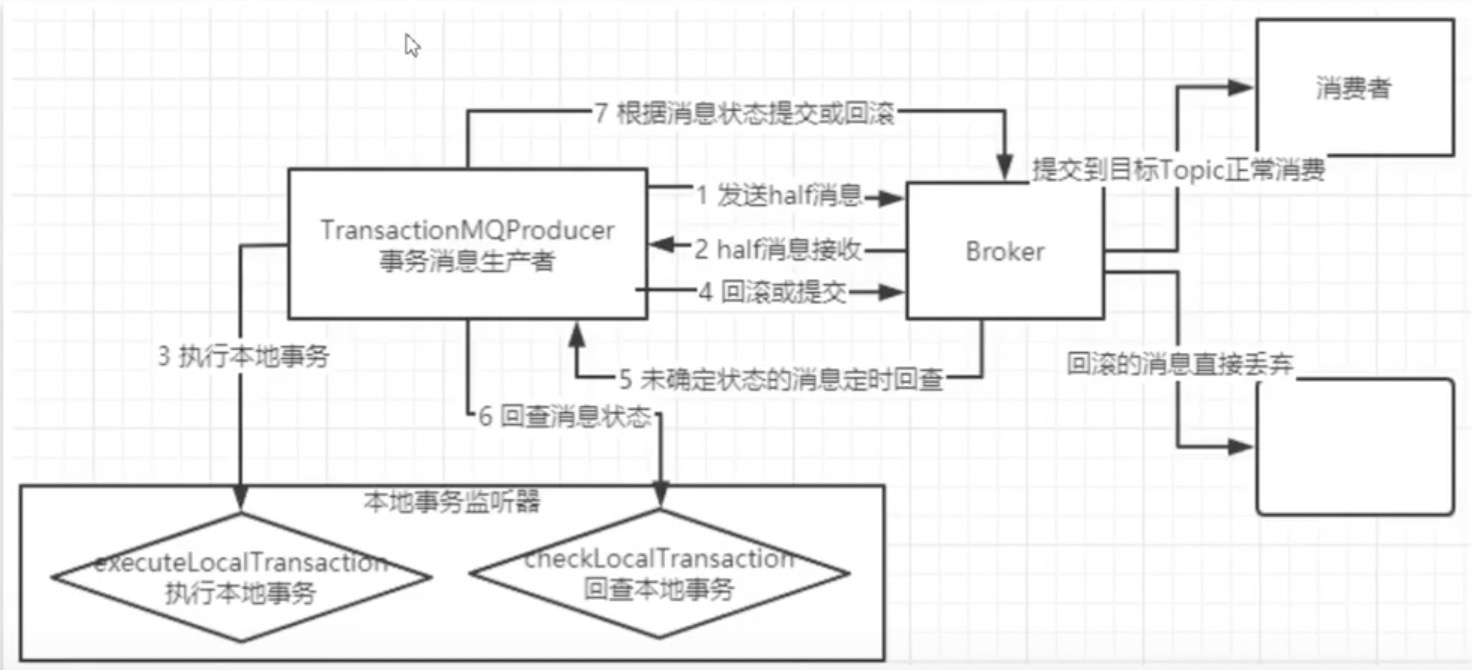 消费者
7 根据消息状态提交或回滚
提交到目标Topic正常消费
1 发送half消息
TransactionMQProducer
事务消息生产者
2 half消息接收
Broker
4 回滚或提交
3 执行本地事务
回滚的消息直接丢弃
5 未确定状态的消息定时回查
6 回查消息状态
本地事务监听器
executeLocalTransaction
执行本地事务
checkLocalTransaction
回查本地事务